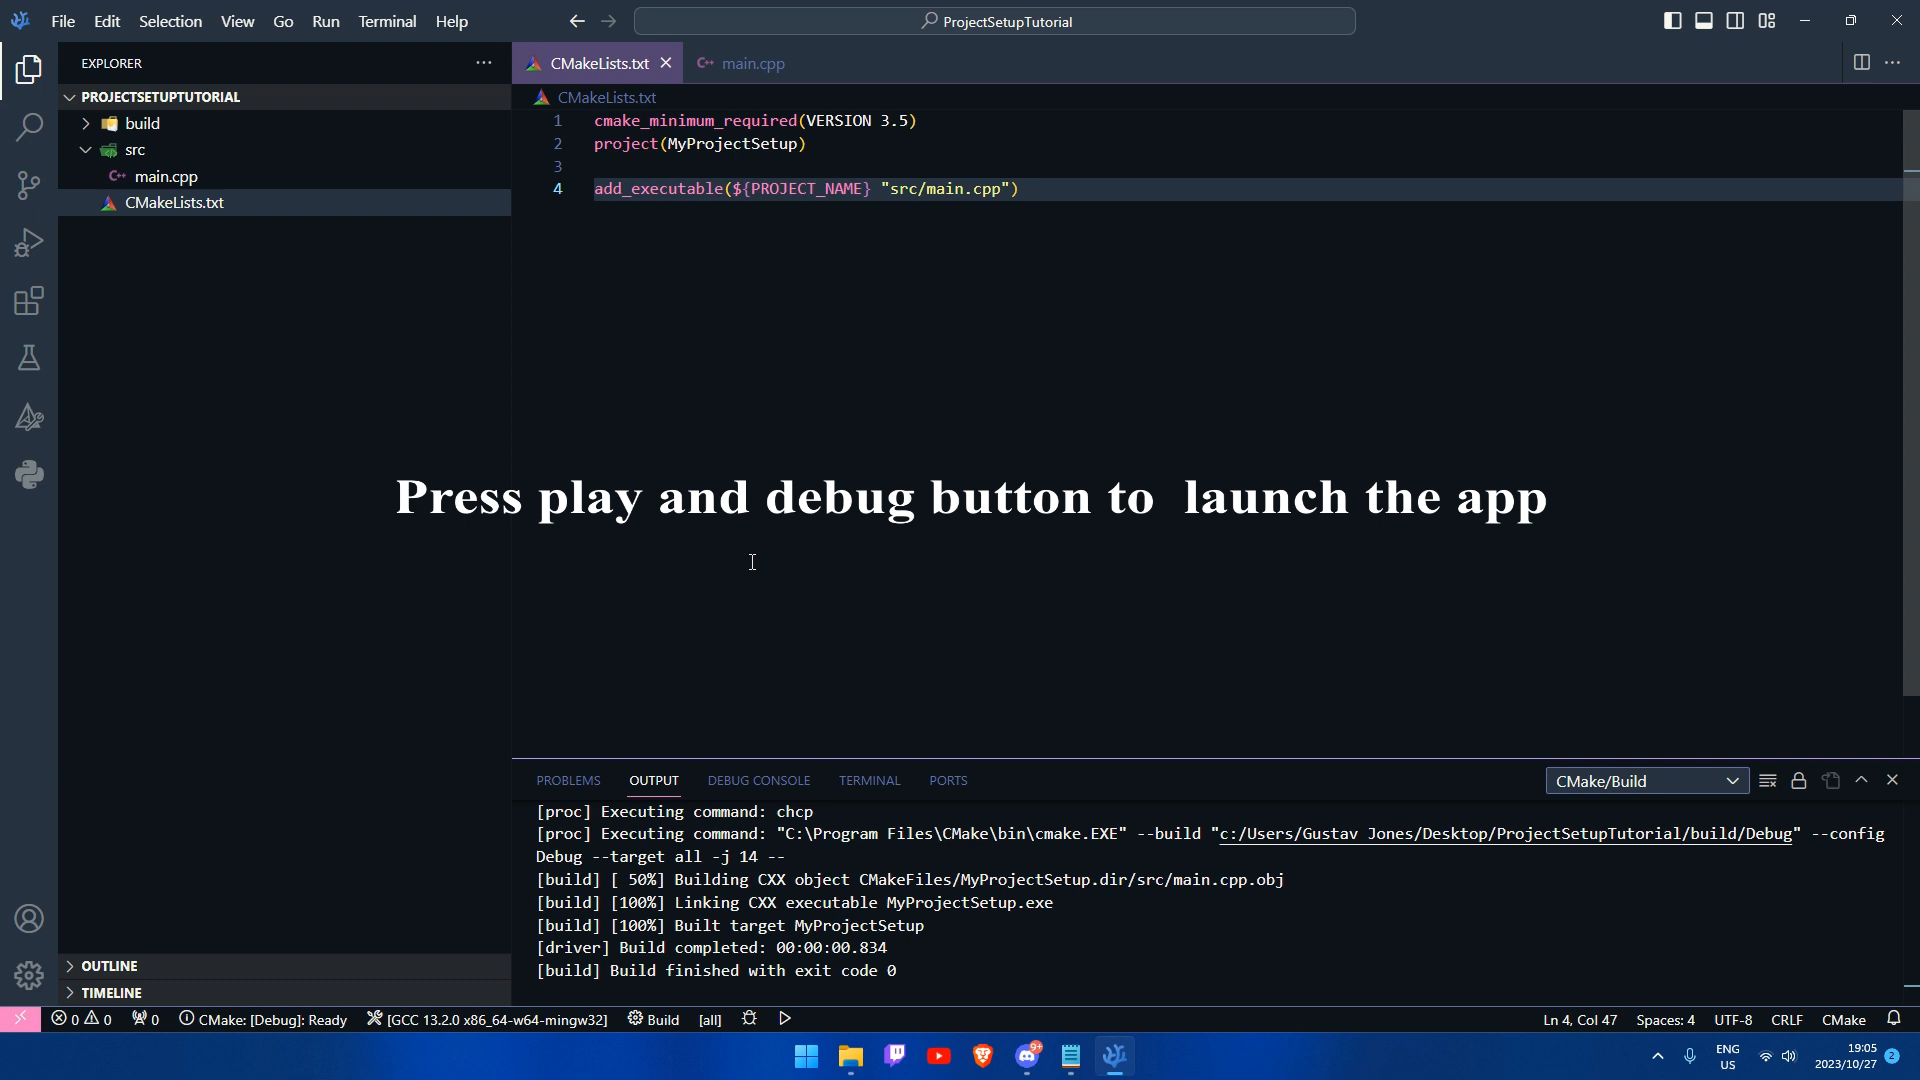 File Edit Selection View Go Run Terminal Help
ProjectSetupTutorial
EXPLORER
PROJECTSETUPTUTORIAL
build
src
main.cpp
CMakeLists.txt
CMakeLists.txt
main.cpp
CMakeLists.txt
1 cmake_minimum_required(VERSION 3.5)
2 project(MyProjectSetup)
3
4 add_executable(${PROJECT_NAME} "src/main.cpp")
Press play and debug button to launch the app
PROBLEMS OUTPUT DEBUG CONSOLE TERMINAL PORTS
CMake/Build
[proc] Executing command: chcp
[proc] Executing command: "C:\Program Files\CMake\bin\cmake.EXE" --build "c:/Users/Gustav Jones/Desktop/ProjectSetupTutorial/build/Debug" --config
Debug --target all -j 14 --
[build] [ 50%] Building CXX object CMakeFiles/MyProjectSetup.dir/src/main.cpp.obj
[build] [100%] Linking CXX executable MyProjectSetup.exe
[build] [100%] Built target MyProjectSetup
[driver] Build completed: 00:00:00.834
[build] Build finished with exit code 0
OUTLINE
TIMELINE
0 0 0 CMake: [Debug]: Ready [GCC 13.2.0 x86_64-w64-mingw32] Build [all]
Ln 4, Col 47 Spaces: 4 UTF-8 CRLF CMake
9+
ENG
US
19:05
2023/10/27
2